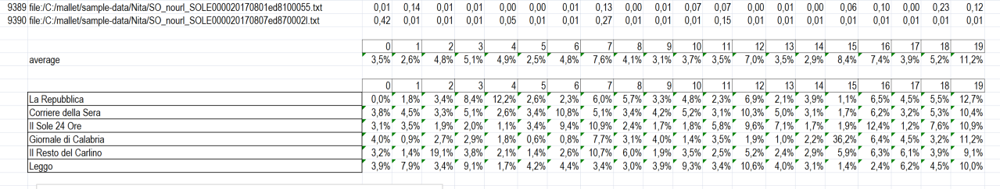 9389 file:/C:/mallet/sample-data/Nita/SO_nourl_SOLE000020170801ed8100055.txt 0,01 0,14 0,01 0,01 0,00 0,00 0,01 0,13 0,00 0,01 0,07 0,07 0,00 0,01 0,00 0,06 0,10 0,00 0,23 0,12
9390 file:/C:/mallet/sample-data/Nita/SO_nourl_SOLE000020170807ed870002l.txt 0,42 0,01 0,01 0,01 0,05 0,01 0,01 0,27 0,01 0,01 0,01 0,15 0,01 0,01 0,01 0,01 0,01 0,01 0,01 0,01
0 1 2 3 4 5 6 7 8 9 10 11 12 13 14 15 16 17 18 19
average 3,5% 2,6% 4,8% 5,1% 4,9% 2,5% 4,8% 7,6% 4,1% 3,1% 3,7% 3,5% 7,0% 3,5% 2,9% 8,4% 7,4% 3,9% 5,2% 11,2%
0 1 2 3 4 5 6 7 8 9 10 11 12 13 14 15 16 17 18 19
La Repubblica 0,0% 1,8% 3,4% 8,4% 12,2% 2,6% 2,3% 6,0% 5,7% 3,3% 4,8% 2,3% 6,9% 2,1% 3,9% 1,1% 6,5% 4,5% 5,5% 12,7%
Corriere della Sera 3,8% 4,5% 3,3% 5,1% 2,6% 3,4% 10,8% 5,1% 3,4% 4,2% 5,2% 3,1% 10,3% 5,0% 3,1% 1,7% 6,2% 3,2% 5,3% 10,4%
Il Sole 24 Ore 3,1% 3,5% 1,9% 2,0% 1,1% 3,4% 9,4% 10,9% 2,4% 1,7% 1,8% 5,8% 9,6% 7,1% 1,7% 1,9% 12,4% 1,2% 7,6% 10,9%
Giornale di Calabria 4,0% 0,9% 2,7% 2,9% 1,8% 0,6% 0,8% 7,7% 3,1% 4,0% 1,4% 3,5% 1,9% 1,0% 2,2% 36,2% 6,4% 4,5% 3,2% 11,2%
Il Resto del Carlino 3,2% 1,4% 19,1% 3,8% 2,1% 1,4% 2,6% 10,7% 6,0% 1,9% 3,5% 2,5% 5,2% 2,4% 2,9% 5,9% 6,3% 6,1% 3,9% 9,1%
Leggo 3,9% 7,9% 3,4% 9,1% 1,7% 4,2% 4,4% 3,4% 3,0% 3,9% 9,3% 3,4% 10,6% 4,0% 3,1% 1,4% 2,4% 6,2% 4,5% 10,0%